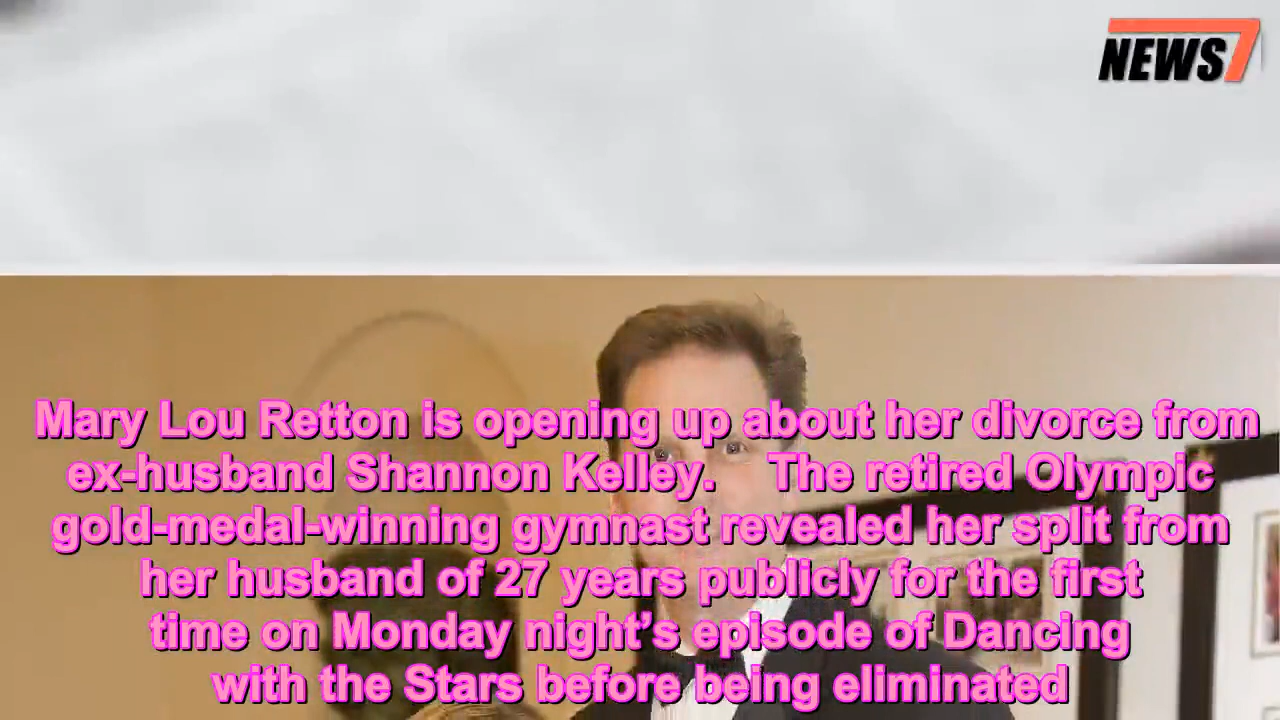 NEWS7
Mary Lou Retton is opening up about her divorce from
ex-husband Shannon Kelley. The retired Olympic
gold-medal-winning gymnast revealed her split from
her husband of 27 years publicly for the first
time on Monday night’s episode of Dancing
with the Stars before being eliminated